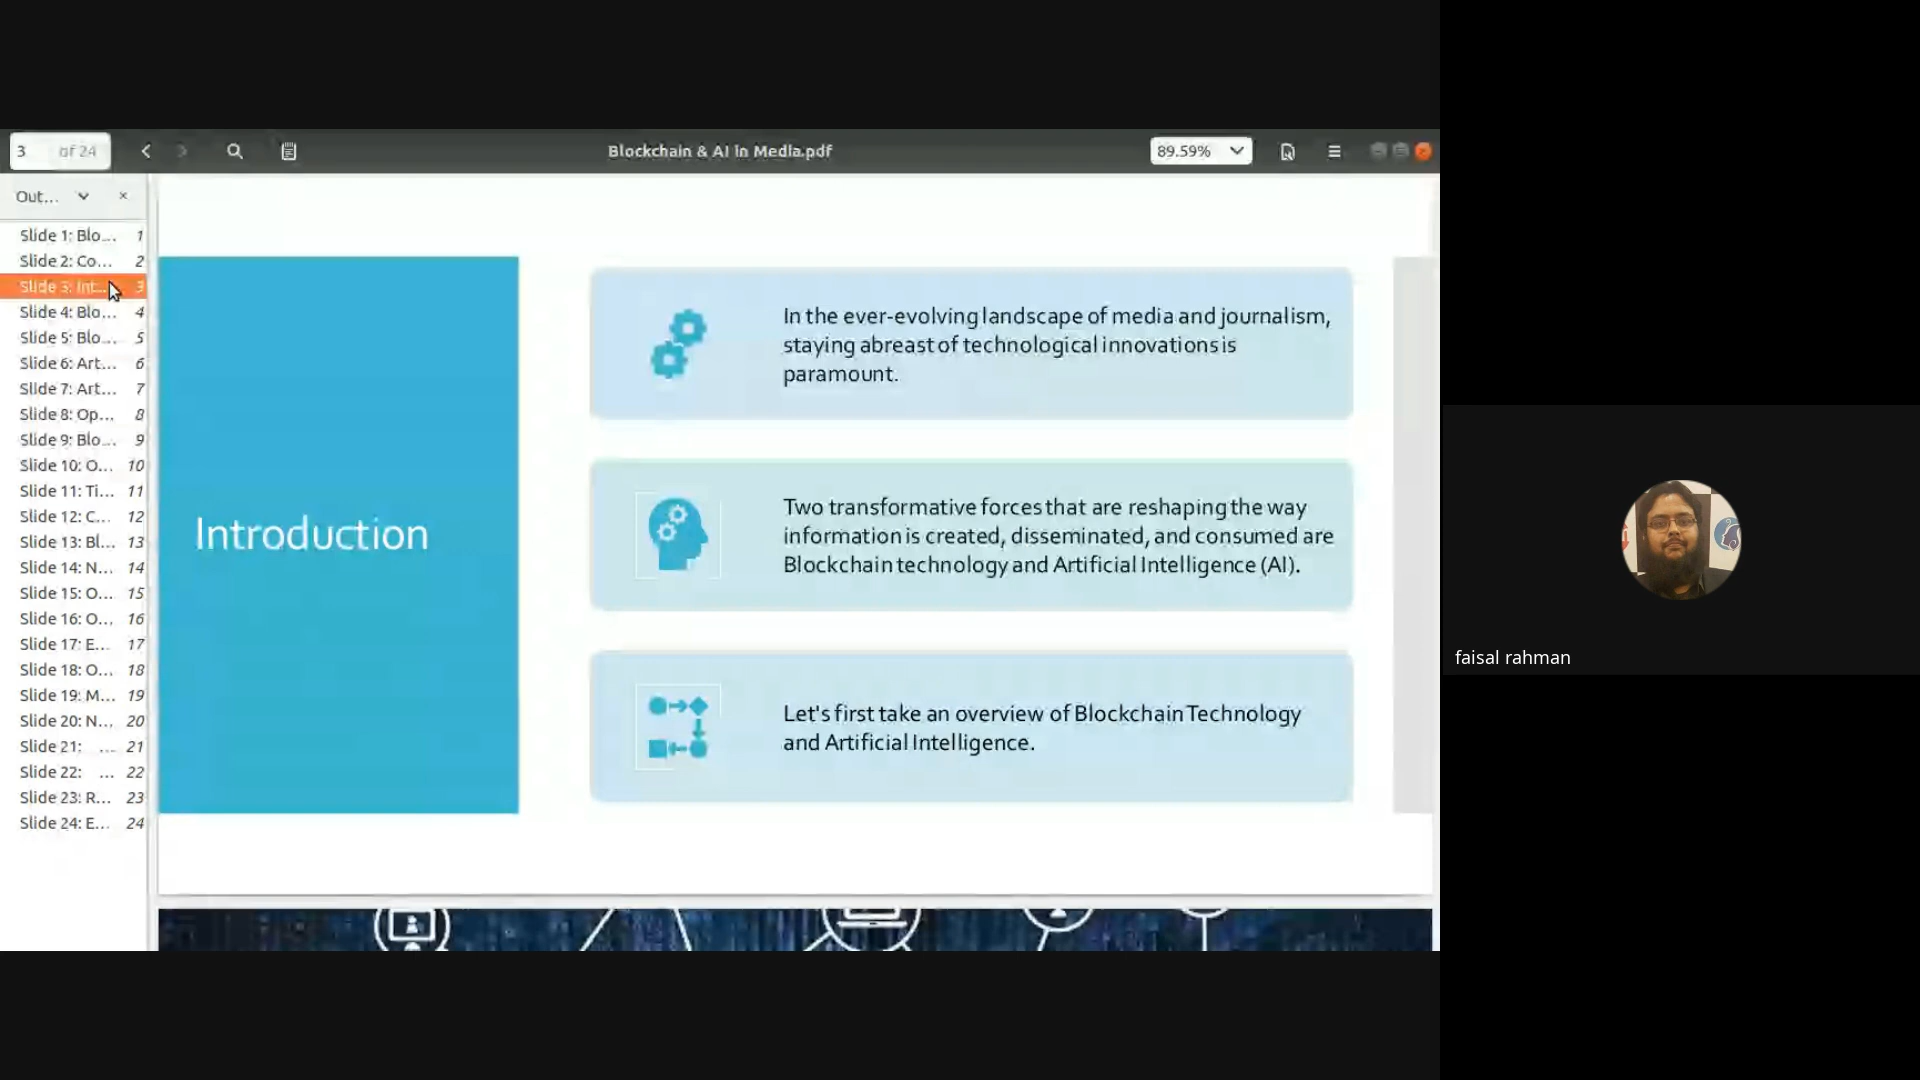 3 of 24
Blockchain & AI in Media.pdf
89.59%
Out...
Slide 1: Blo... 1
Slide 2: Co... 2
Slide 3: Int... 3
Slide 4: Blo... 4
Slide 5: Blo... 5
Slide 6: Art... 6
Slide 7: Art... 7
Slide 8: Op... 8
Slide 9: Blo... 9
Slide 10: O... 10
Slide 11: Ti... 11
Slide 12: C... 12
Slide 13: Bl... 13
Slide 14: N... 14
Slide 15: O... 15
Slide 16: O... 16
Slide 17: E... 17
Slide 18: O... 18
Slide 19: M... 19
Slide 20: N... 20
Slide 21: ... 21
Slide 22: ... 22
Slide 23: R... 23
Slide 24: E... 24
Introduction
In the ever-evolving landscape of media and journalism,
staying abreast of technological innovations is
paramount.
Two transformative forces that are reshaping the way
information is created, disseminated, and consumed are
Blockchain technology and Artificial Intelligence (AI).
Let's first take an overview of Blockchain Technology
and Artificial Intelligence.
faisal rahman